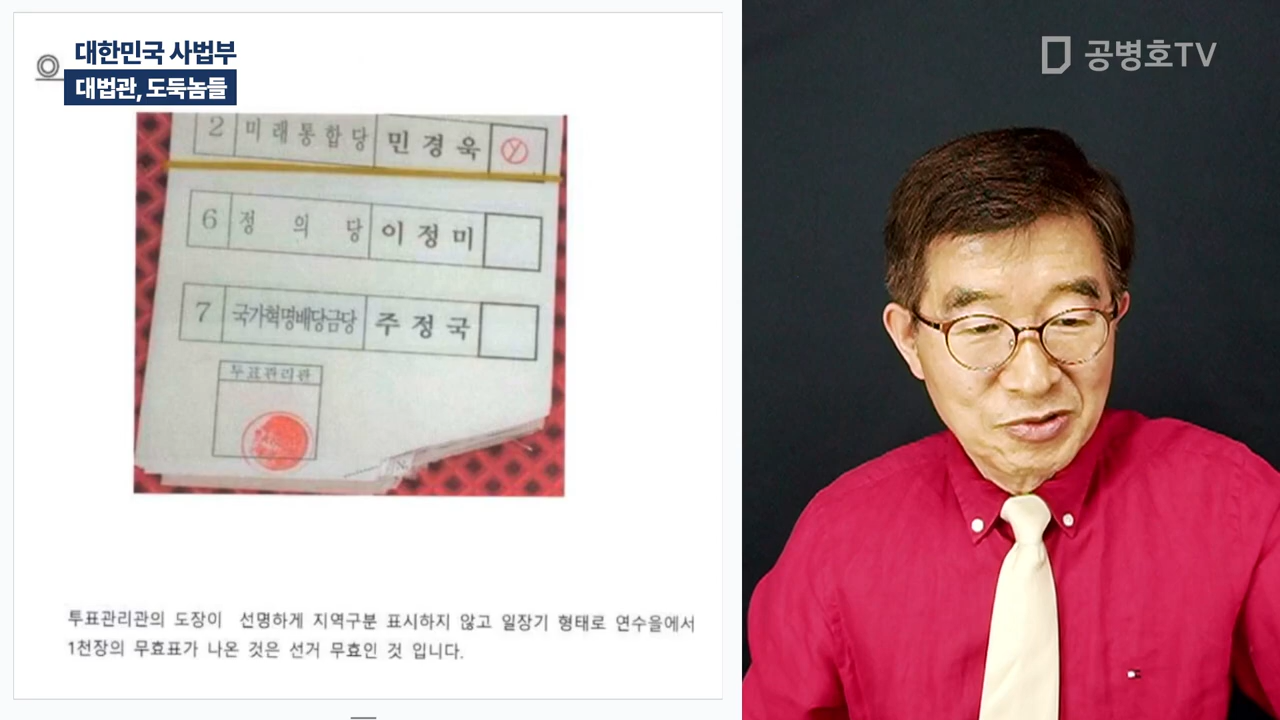 대한민국 사법부
대법관, 도둑놈들
공병호TV
2 미래통합당 민경욱
6 정 의 당 이정미
7 국가혁명배당금당 주정국
투표관리관
투표관리관의 도장이 선명하게 지역구분 표시하지 않고 일장기 형태로 연수을에서
1천장의 무효표가 나온 것은 선거 무효인 것 입니다.